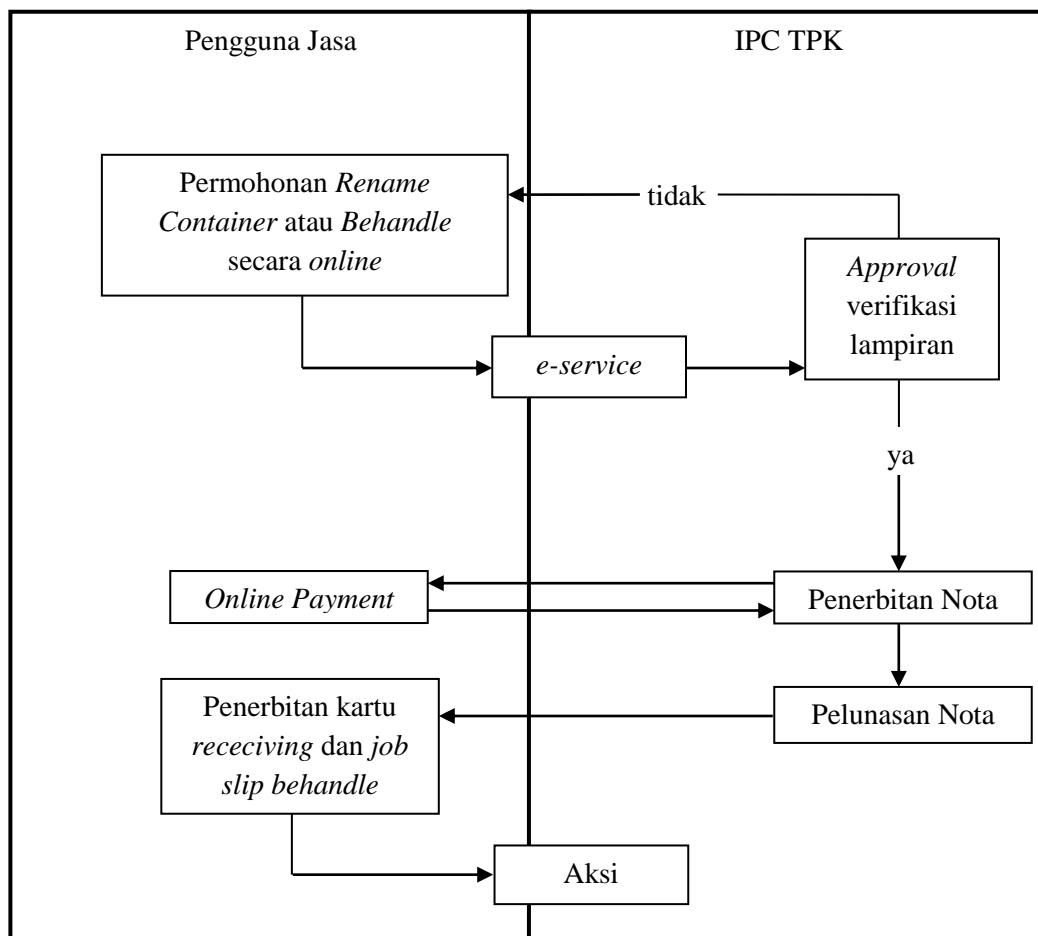 Pengguna Jasa
IPC TPK
Permohonan Rename
Container atau Behandle
secara online
tidak
Approval
verifikasi
lampiran
e-service
ya
Online Payment
Penerbitan Nota
Penerbitan kartu
receciving dan job
slip behandle
Pelunasan Nota
Aksi